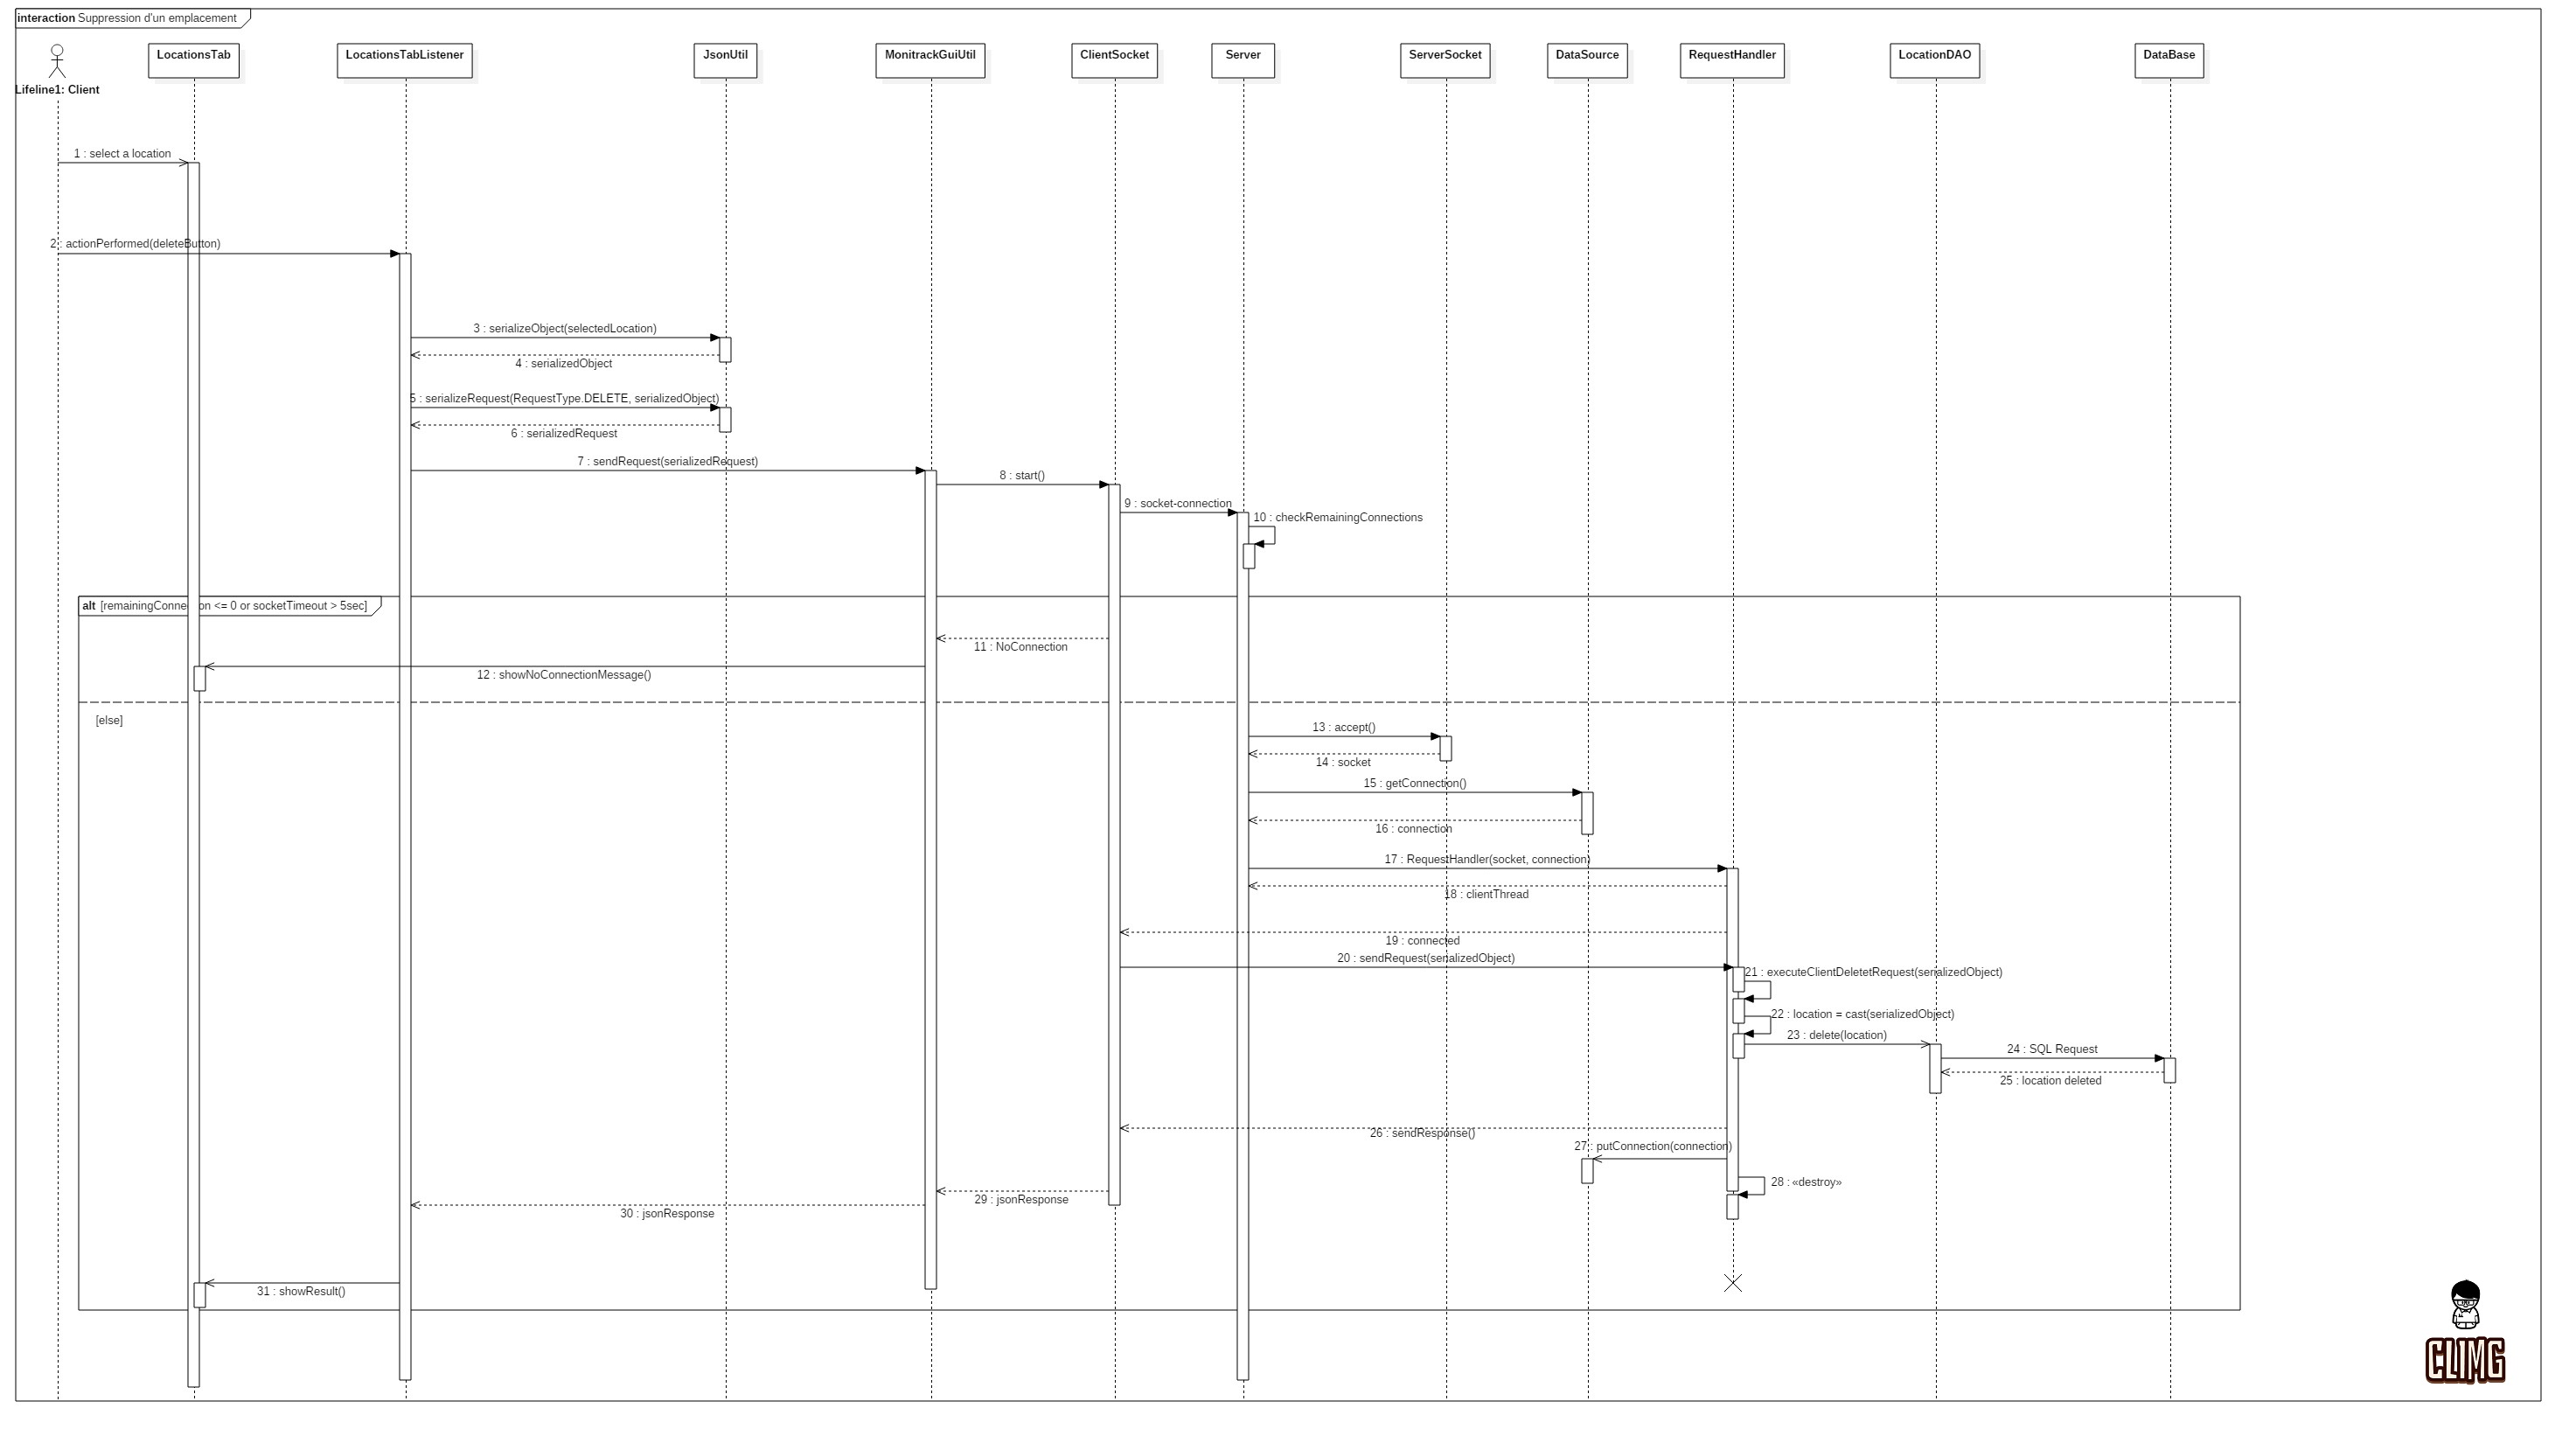 interaction Suppression d'un emplacement
LocationsTab
LocationsTabListener
JsonUtil
MonitrackGuiUtil
ClientSocket
Server
ServerSocket
DataSource
RequestHandler
LocationDAO
DataBase
Lifeline1: Client
1 : select a location
2 : actionPerformed(deleteButton)
3 : serializeObject(selectedLocation)
4 : serializedObject
5 : serializeRequest(RequestType.DELETE, serializedObject)
6 : serializedRequest
7 : sendRequest(serializedRequest)
8 : start()
9 : socket-connection
10 : checkRemainingConnections
alt [remainingConnection <= 0 or socketTimeout > 5sec]
11 : NoConnection
12 : showNoConnectionMessage()
[else]
13 : accept()
14 : socket
15 : getConnection()
16 : connection
17 : RequestHandler(socket, connection)
18 : clientThread
19 : connected
20 : sendRequest(serializedObject)
21 : executeClientDeletetRequest(serializedObject)
22 : location = cast(serializedObject)
23 : delete(location)
24 : SQL Request
25 : location deleted
26 : sendResponse()
27 : putConnection(connection)
28 : «destroy»
29 : jsonResponse
30 : jsonResponse
31 : showResult()
CLIMG